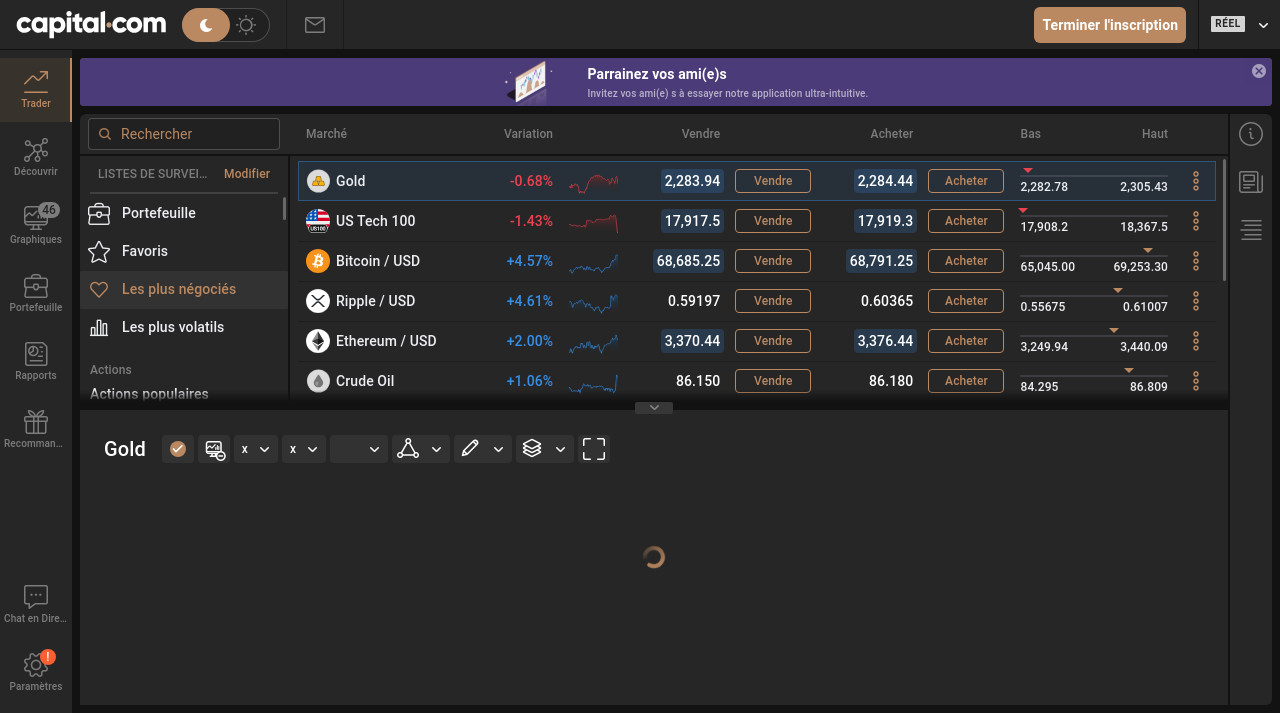 capital.com
Terminer l'inscription
RÉEL
Parrainez vos ami(e)s
Invitez vos ami(e) s à essayer notre application ultra-intuitive.
Trader
Découvrir
46
Graphiques
Portefeuille
Rapports
Recomman...
Chat en Dire...
!
Paramètres
Rechercher
LISTES DE SURVEI... Modifier
Portefeuille
Favoris
Les plus négociés
Les plus volatils
Actions
Actions populaires
Marché Variation Vendre Acheter Bas Haut
Gold -0.68% 2,283.94 Vendre 2,284.44 Acheter 2,282.78 2,305.43
US100 US Tech 100 -1.43% 17,917.5 Vendre 17,919.3 Acheter 17,908.2 18,367.5
Bitcoin / USD +4.57% 68,685.25 Vendre 68,791.25 Acheter 65,045.00 69,253.30
Ripple / USD +4.61% 0.59197 Vendre 0.60365 Acheter 0.55675 0.61007
Ethereum / USD +2.00% 3,370.44 Vendre 3,376.44 Acheter 3,249.94 3,440.09
Crude Oil +1.06% 86.150 Vendre 86.180 Acheter 84.295 86.809
Gold x x